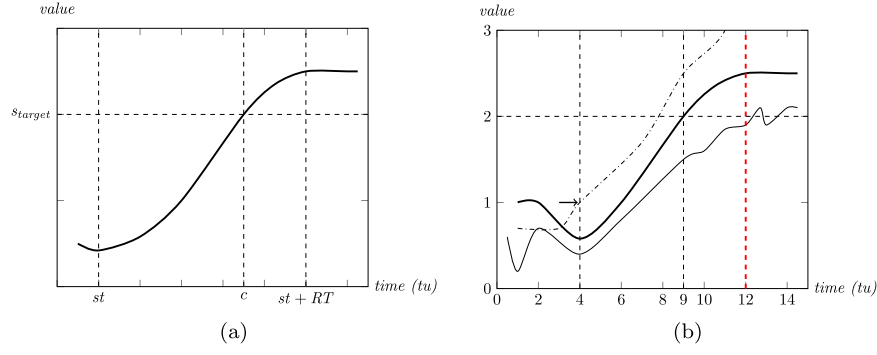 value
s_target
st
c
st + RT
time (tu)
(a)
value
3
2
1
0
0
2
4
6
8
9
10
12
14
time (tu)
(b)